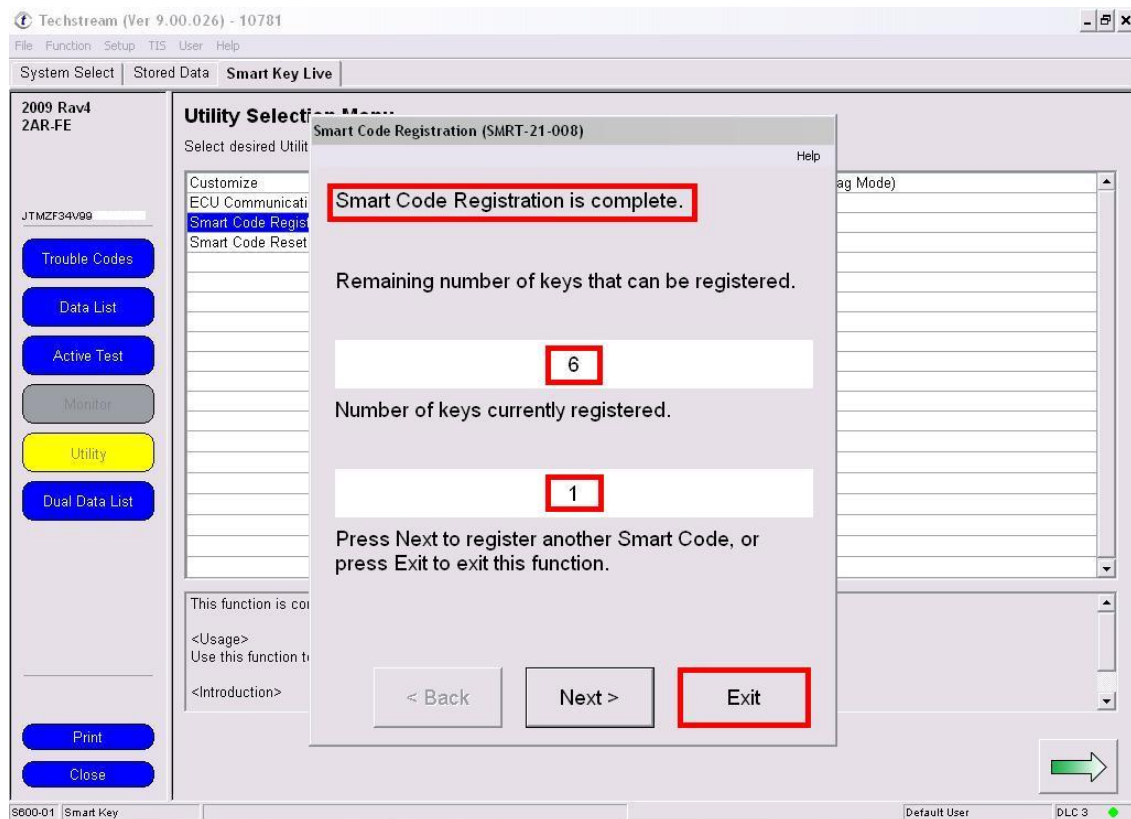 Techstream (Ver 9.00.026) - 10781
File Function Setup TIS User Help
System Select Stored Data Smart Key Live
2009 Rav4
2AR-FE
JTMZF34V99
Trouble Codes
Data List
Active Test
Monitor
Utility
Dual Data List
Print
Close
Utility Selection Menu
Select desired Utilit
Customize
ag Mode)
ECU Communicati
Smart Code Regist
Smart Code Reset
This function is co
<Usage>
Use this function t
<Introduction>
Smart Code Registration (SMRT-21-008)
Help
Smart Code Registration is complete.
Remaining number of keys that can be registered.
6
Number of keys currently registered.
1
Press Next to register another Smart Code, or
press Exit to exit this function.
< Back Next > Exit
S600-01 Smart Key Default User DLC 3